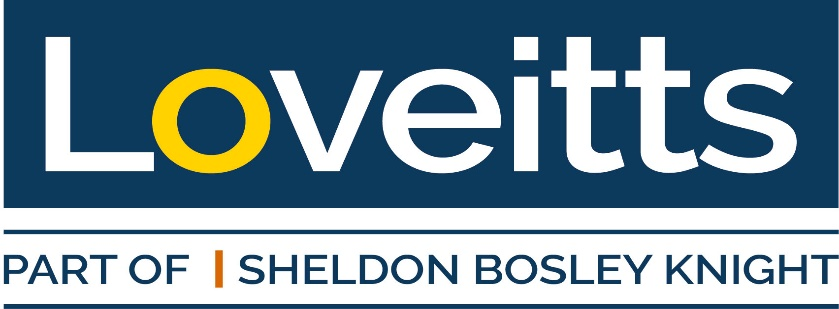 Loveitts
PART OF | SHELDON BOSLEY KNIGHT